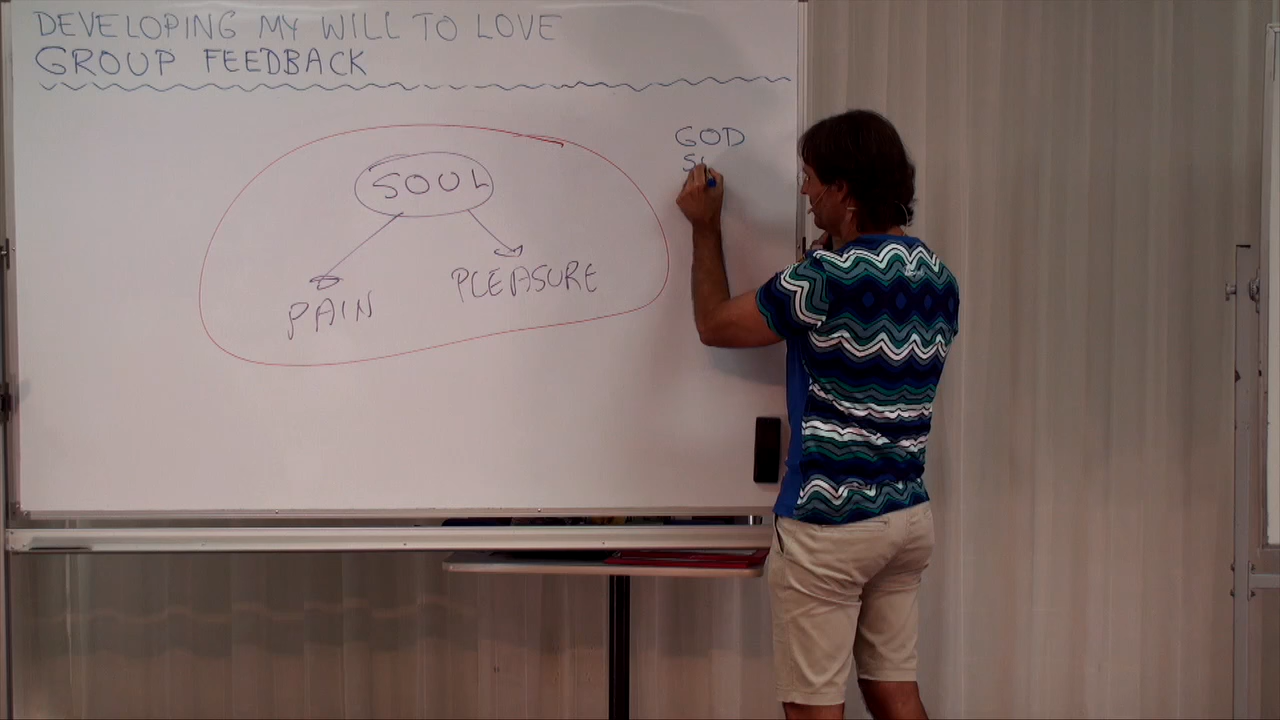 DEVELOPING MY WILL TO LOVE
GROUP FEEDBACK
GOD
SOUL
PAIN
PLEASURE